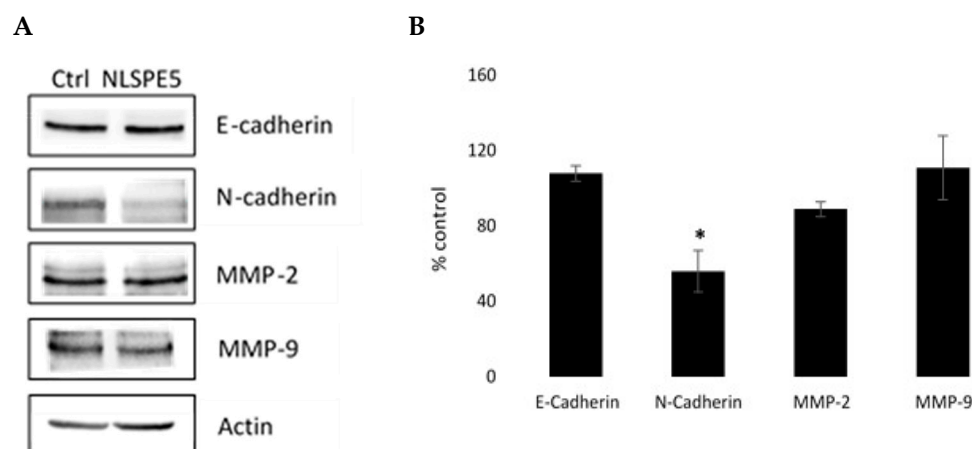 A
B
Ctrl NLSPE5
E-cadherin
N-cadherin
MMP-2
MMP-9
Actin
% control
160
120
80
40
0
*
E-Cadherin N-Cadherin MMP-2 MMP-9